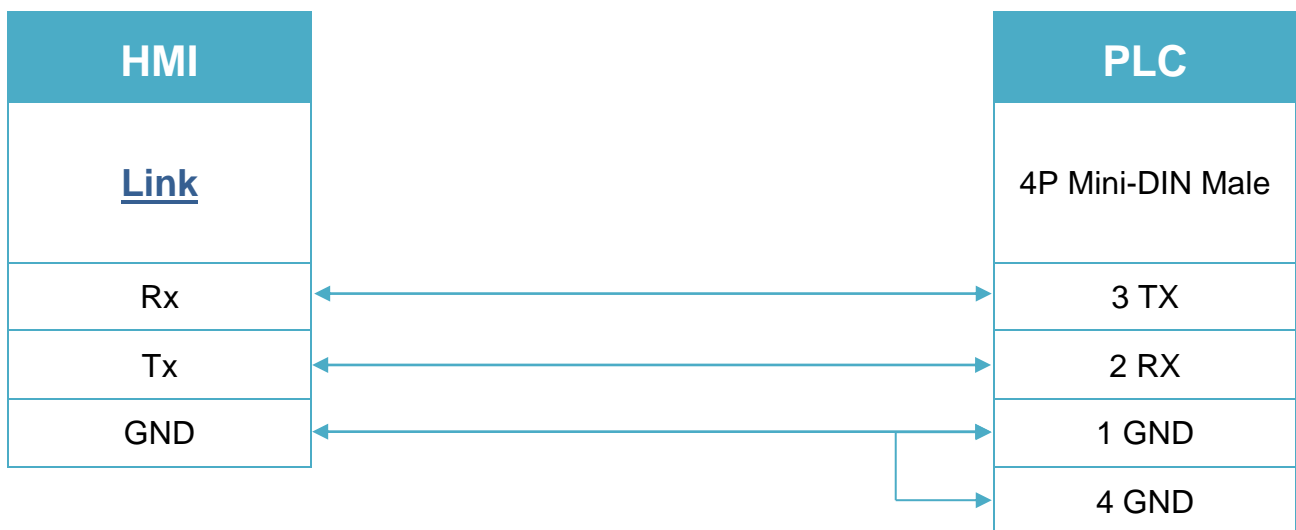 HMI
PLC
Link
4P Mini-DIN Male
Rx
3 TX
Tx
2 RX
GND
1 GND
4 GND